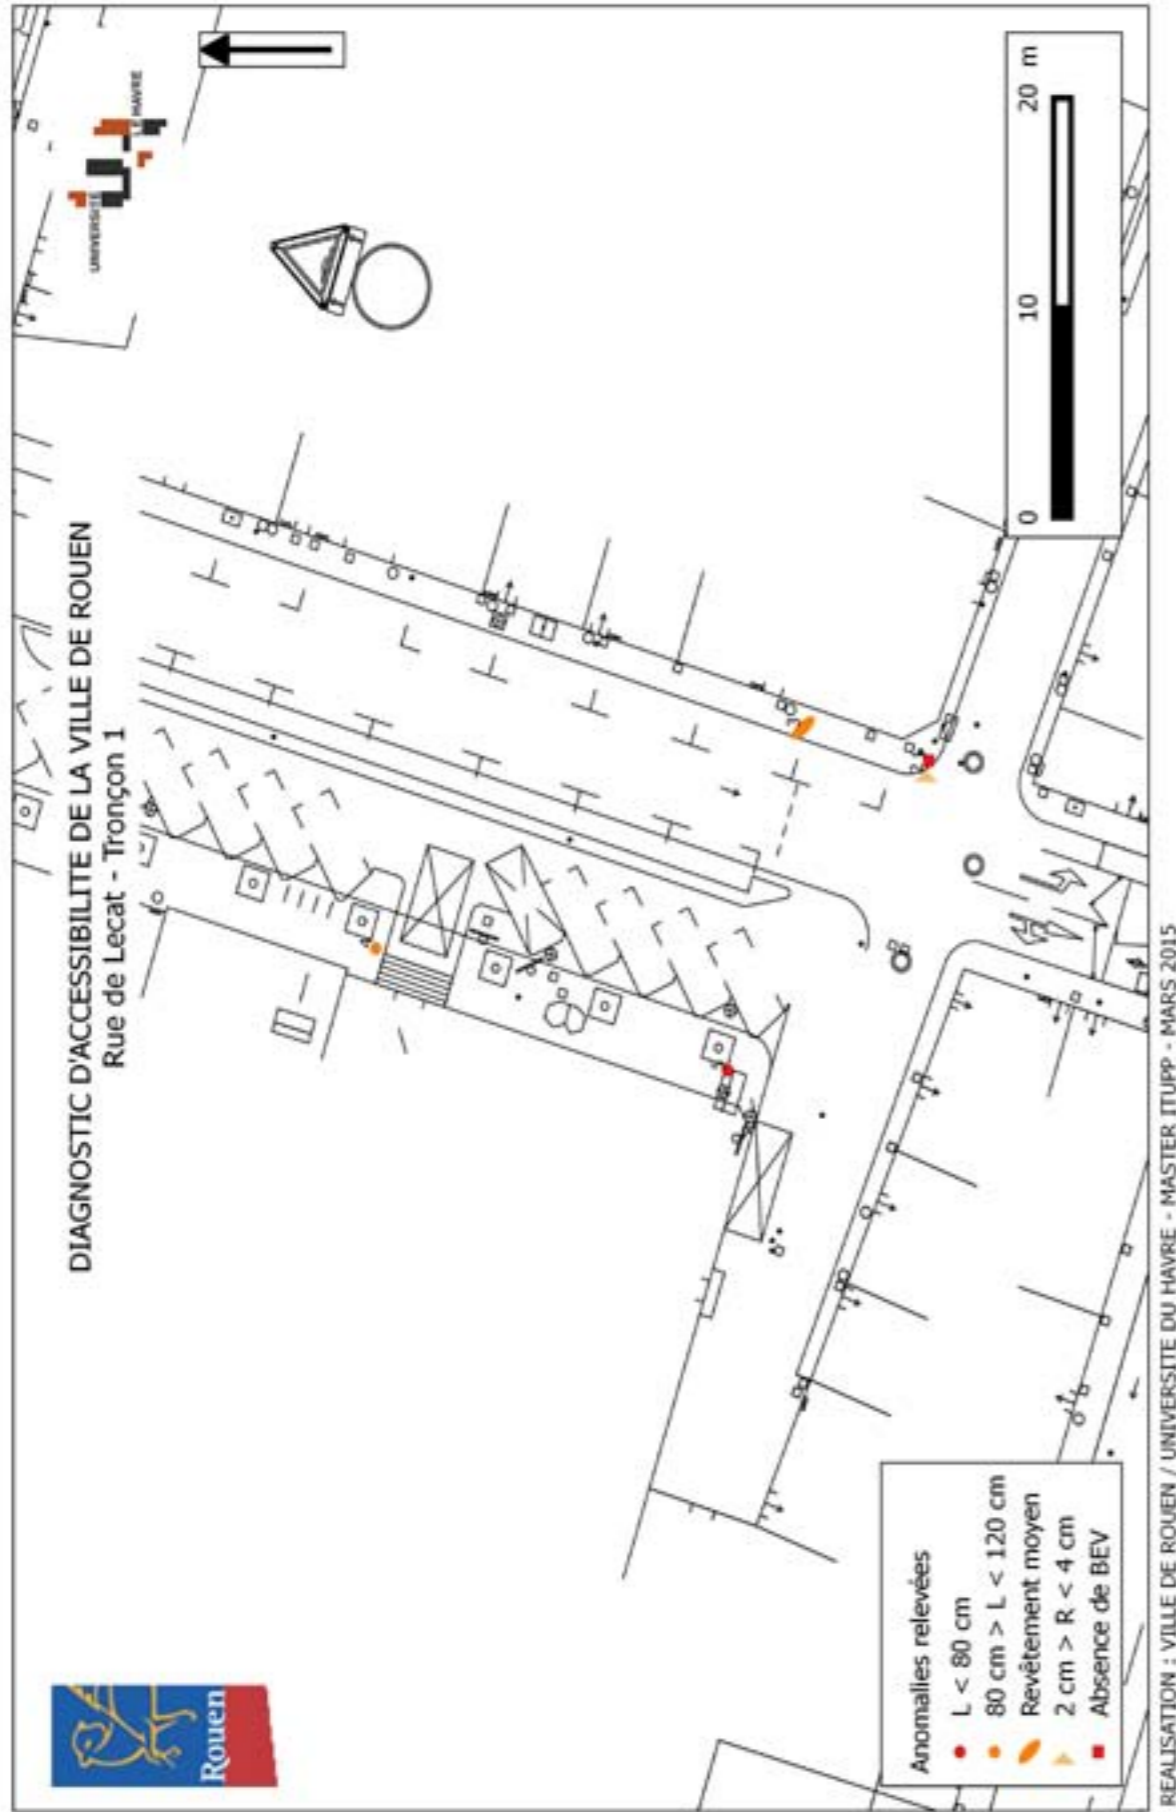 DIAGNOSTIC D'ACCESSIBILITE DE LA VILLE DE ROUEN
Rue de Lecat - Tronçon 1
Rouen
UNIVERSITE
LE HAVRE
Anomalies relevées
L < 80 cm
80 cm > L < 120 cm
Revêtement moyen
2 cm > R < 4 cm
Absence de BEV
0 10 20 m
REALISATION : VILLE DE ROUEN / UNIVERSITE DU HAVRE - MASTER ITUPP - MARS 2015